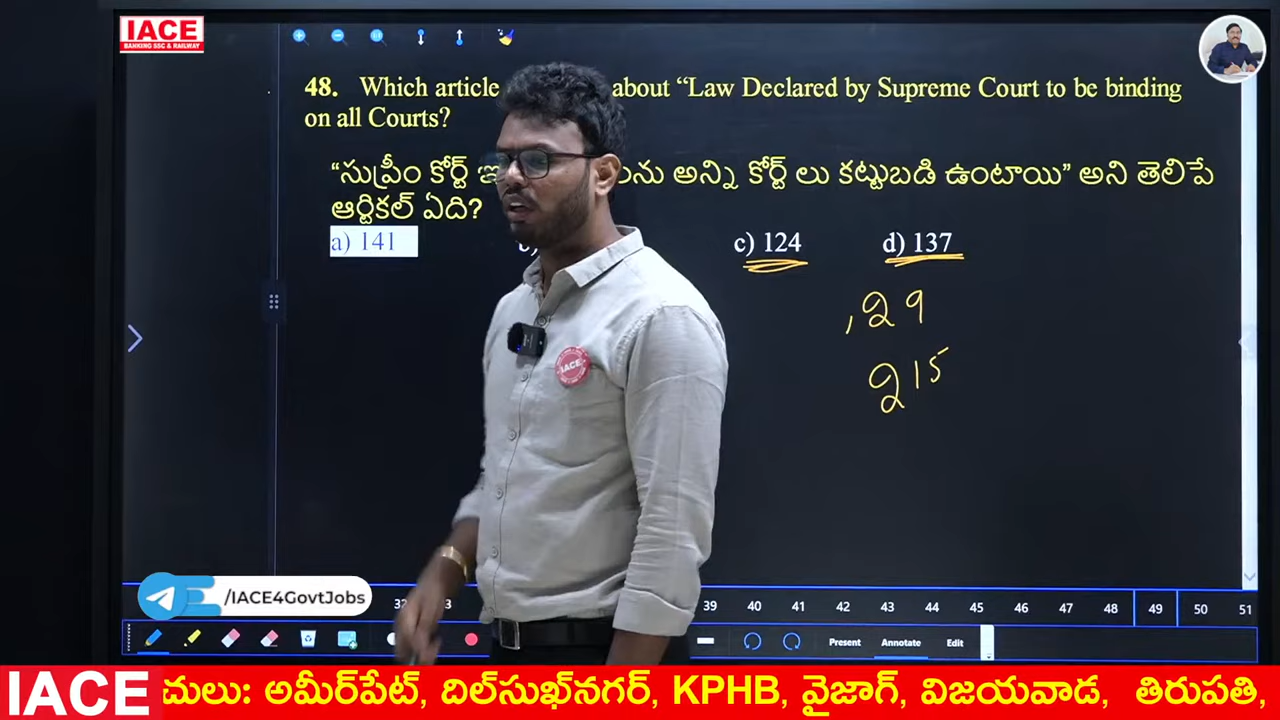 IACE
BANKING SSC & RAILWAY
48. Which article about “Law Declared by Supreme Court to be binding
on all Courts?
“సుప్రీం కోర్ట్ ను అన్ని కోర్ట్ లు కట్టుబడి ఉంటాయి” అని తెలిపే
ఆర్టికల్ ఏది?
a) 141 c) 124 d) 137
129
215
IACE
/IACE4GovtJobs
39 40 41 42 43 44 45 46 47 48 49 50 51
Present Annotate Edit
IACE చులు: అమీర్‌పేట్, దిల్‌సుఖ్‌నగర్, KPHB, వైజాగ్, విజయవాడ, తిరుపతి,